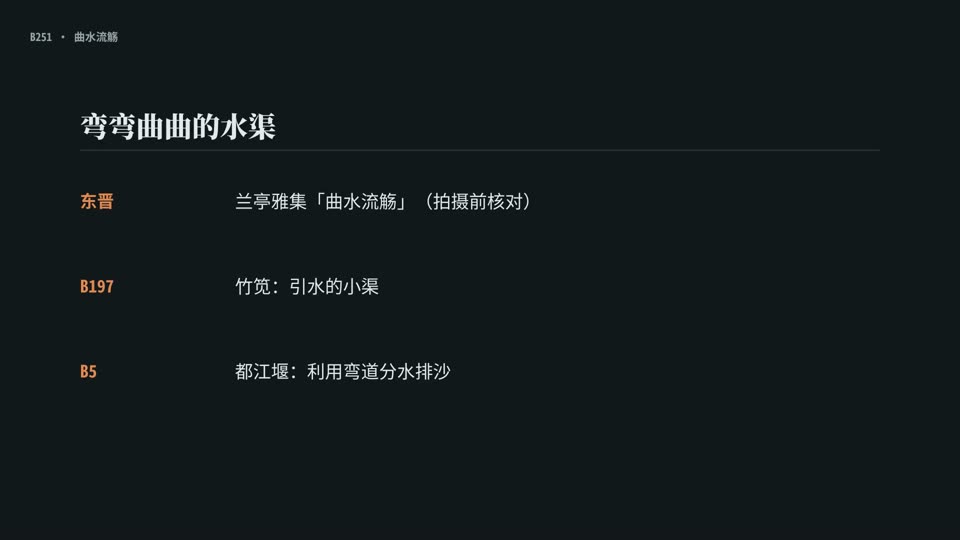 B251 · 曲水流觞
弯弯曲曲的水渠
东晋 兰亭雅集「曲水流觞」（拍摄前核对）
B197 竹笕：引水的小渠
B5 都江堰：利用弯道分水排沙